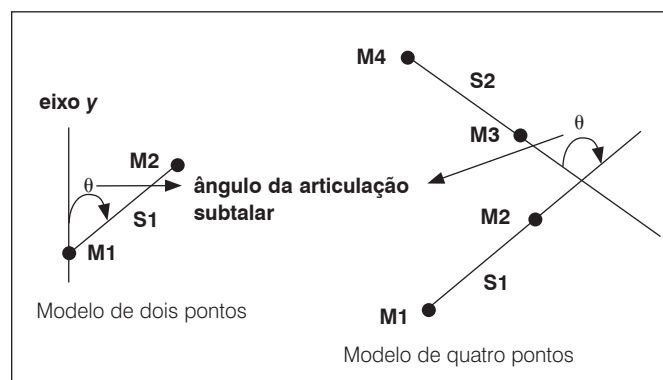 M4
S2
eixo y
M3
θ
M2
θ
ângulo da articulação
subtalar
S1
M2
M1
S1
Modelo de dois pontos
M1
Modelo de quatro pontos